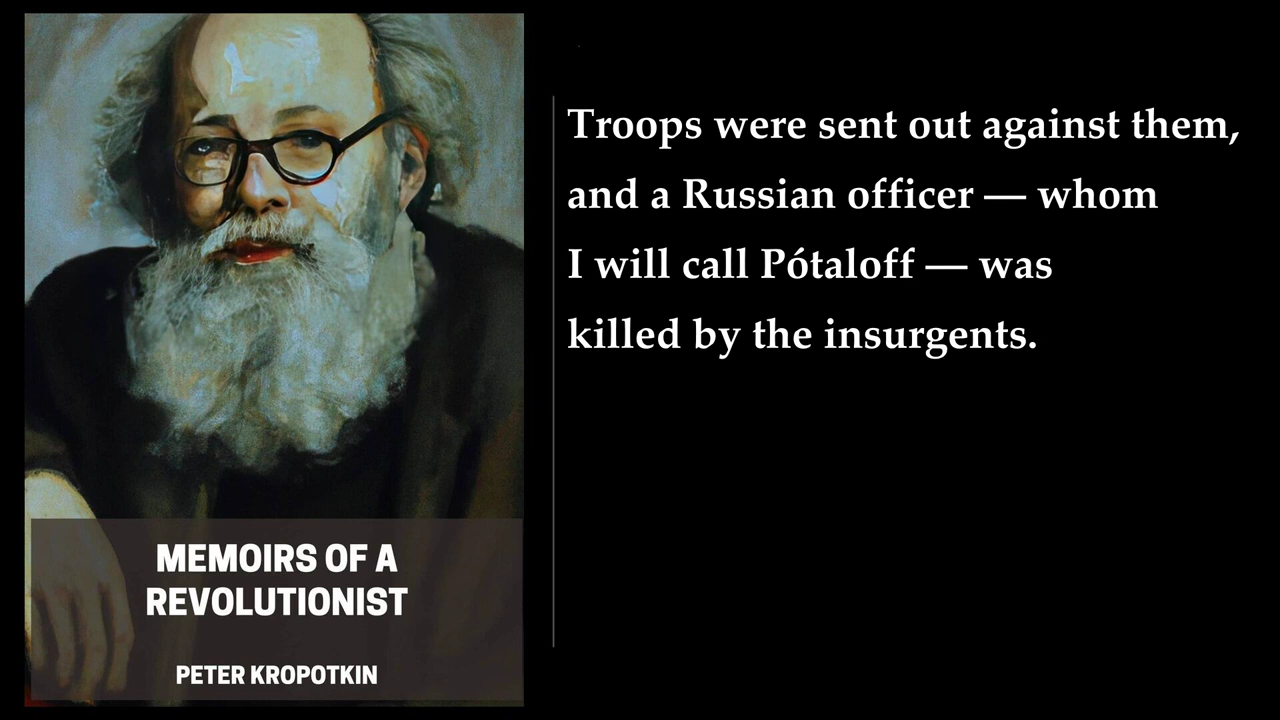 Troops were sent out against them,
and a Russian officer — whom
I will call Pótaloff — was
killed by the insurgents.
MEMOIRS OF A
REVOLUTIONIST
PETER KROPOTKIN